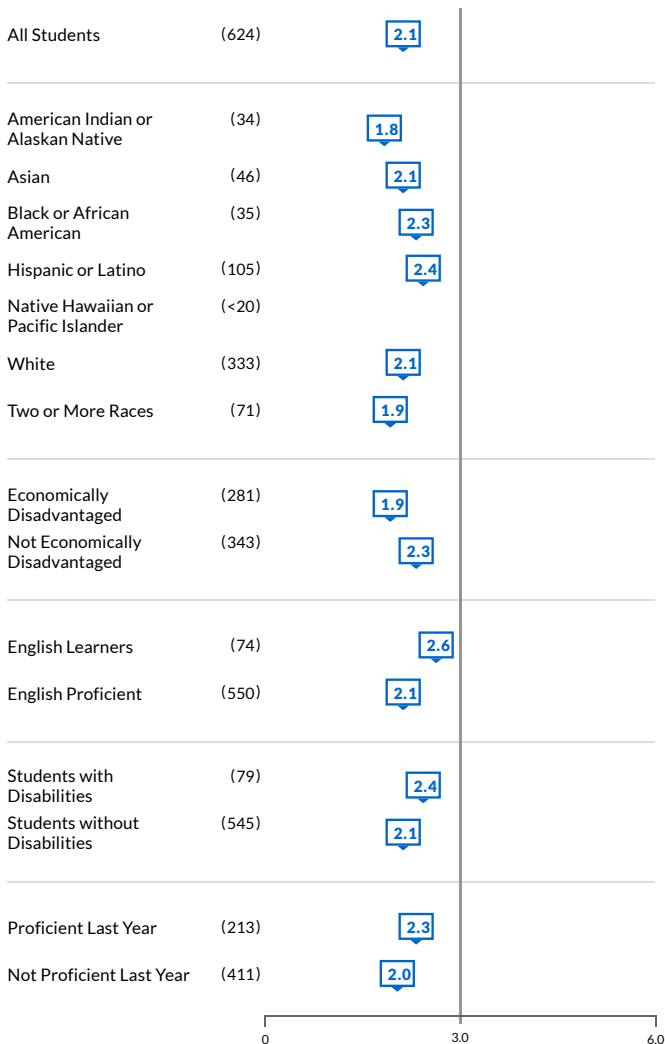 All Students (624) 2.1
American Indian or (34)
Alaskan Native 1.8
Asian (46) 2.1
Black or African (35)
American 2.3
Hispanic or Latino (105) 2.4
Native Hawaiian or (<20)
Pacific Islander
White (333) 2.1
Two or More Races (71) 1.9
Economically (281)
Disadvantaged 1.9
Not Economically (343)
Disadvantaged 2.3
English Learners (74) 2.6
English Proficient (550) 2.1
Students with (79)
Disabilities 2.4
Students without (545)
Disabilities 2.1
Proficient Last Year (213) 2.3
Not Proficient Last Year (411) 2.0
0 3.0 6.0